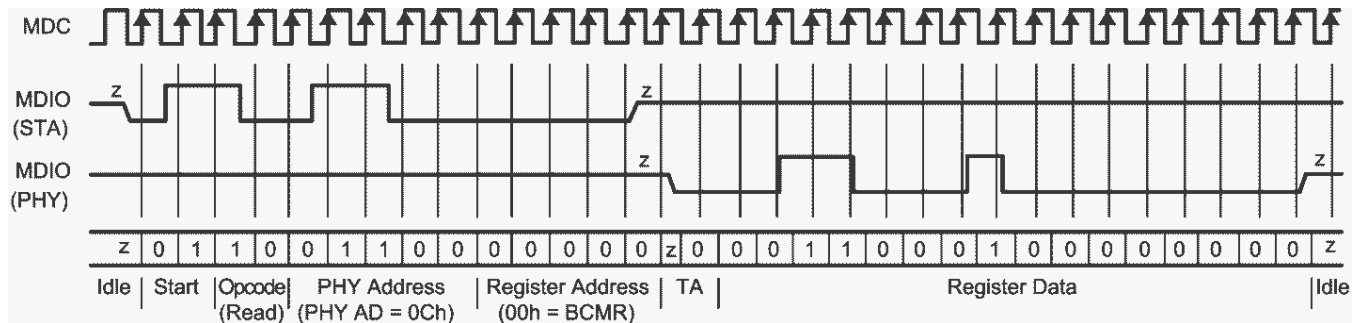 MDC
z
MDIO
(STA)
z
MDIO
(PHY)
z
z
z 0 1 1 0 0 1 1 0 0 0 0 0 0 0 z 0 0 0 1 1 0 0 0 1 0 0 0 0 0 0 0 0 z
Idle Start Opcode PHY Address Register Address TA Register Data Idle
(Read) (PHY AD = 0Ch) (00h = BCMR)